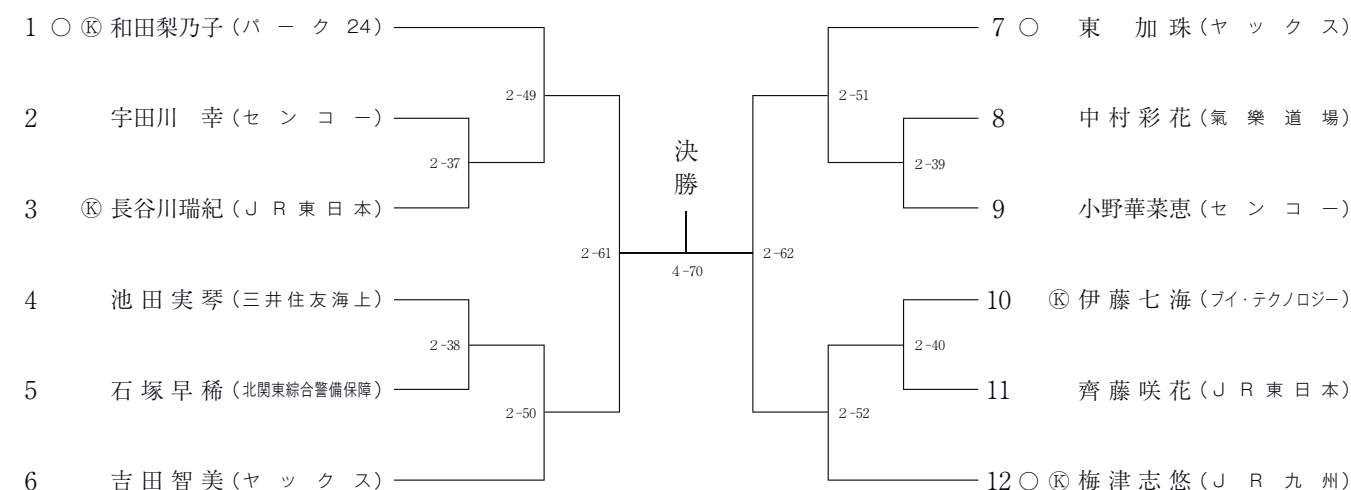 1 ○ Ⓚ 和田梨乃子(パーク24)
2-49
2 宇田川 幸(センコー)
2-37
3 Ⓚ 長谷川瑞紀(JR東日本)
2-61
4 池田実琴(三井住友海上)
2-38
5 石塚早稀(北関東綜合警備保障)
2-50
6 吉田智美(ヤックス)
決勝
4-70
7 ○ 東 加珠(ヤックス)
2-51
8 中村彩花(氣樂道場)
2-39
9 小野華菜恵(センコー)
2-62
10 Ⓚ 伊藤七海(ブイ・テクノロジー)
2-40
11 齊藤咲花(JR東日本)
2-52
12 ○ Ⓚ 梅津志悠(JR九州)